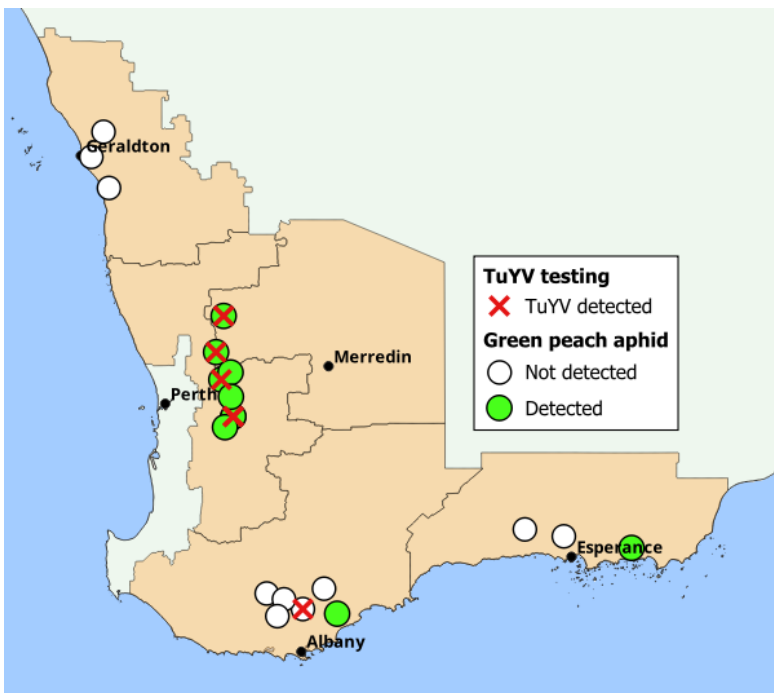 Geraldton
TuYV testing
TuYV detected
Green peach aphid
Not detected
Detected
Merredin
Perth
Esperance
Albany